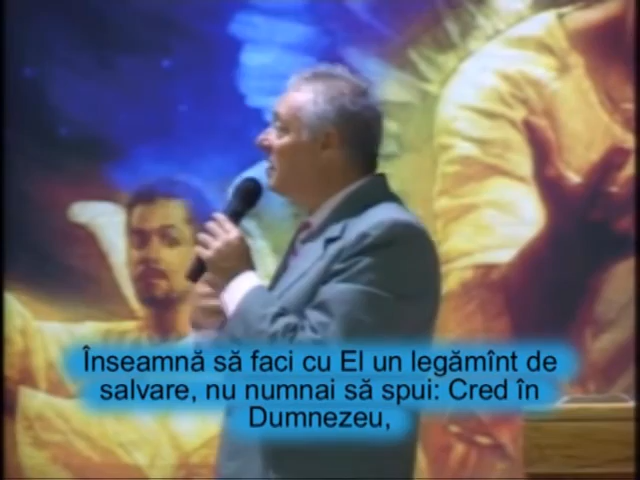 Înseamnă să faci cu El un legămînt de
salvare, nu numnai să spui: Cred în
Dumnezeu,